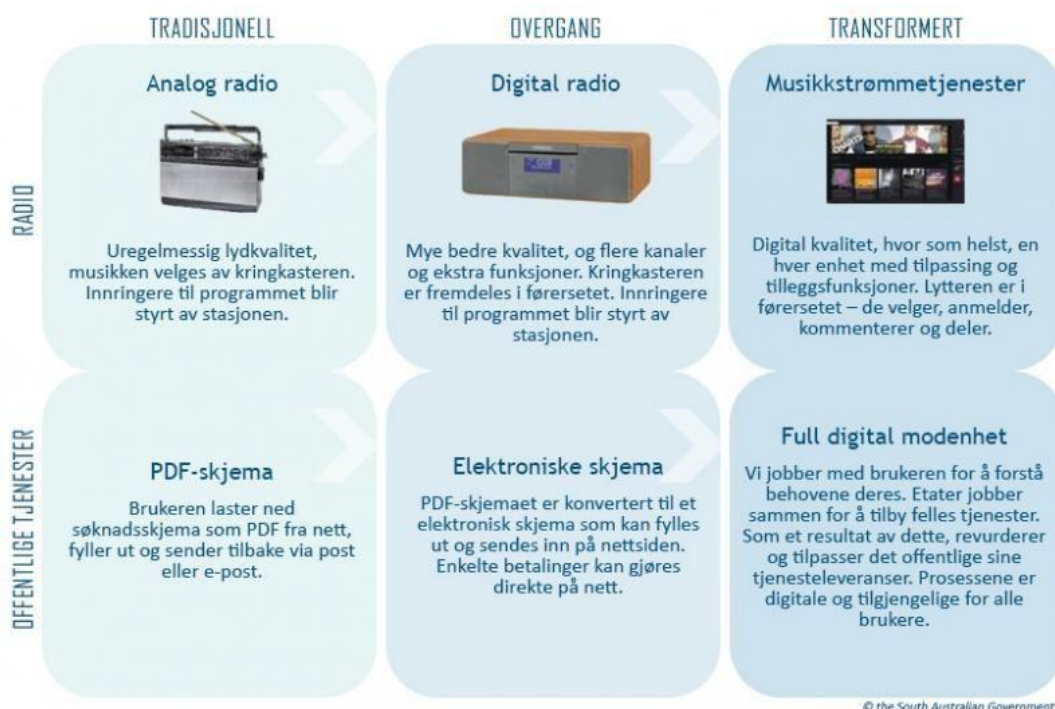 TRADISJONELL
OVERGANG
TRANSFORMERT
RADIO
Analog radio
Uregelmessig lydkvalitet,
musikken velges av kringkasteren.
Innringere til programmet blir
styrt av stasjonen.
Digital radio
Mye bedre kvalitet, og flere kanaler
og ekstra funksjoner. Kringkasteren
er fremdeles i førersetet. Innringere
til programmet blir styrt av
stasjonen.
Musikkstrømmetjenester
Digital kvalitet, hvor som helst, en
hver enhet med tilpassing og
tilleggsfunksjoner. Lytteren er i
førersetet – de velger, anmelder,
kommenterer og deler.
OFFENTLIGE TJENESTER
PDF-skjema
Brukeren laster ned
søknadsskjema som PDF fra nett,
fyller ut og sender tilbake via post
eller e-post.
Elektroniske skjema
PDF-skjemaet er konvertert til et
elektronisk skjema som kan fylles
ut og sendes inn på nettsiden.
Enkelte betalinger kan gjøres
direkte på nett.
Full digital modenhet
Vi jobber med brukeren for å forstå
behovene deres. Etater jobber
sammen for å tilby felles tjenester.
Som et resultat av dette, revurderer
og tilpasser det offentlige sine
tjenesteleveranser. Prosessene er
digitale og tilgjengelige for alle
brukere.
© the South Australian Government